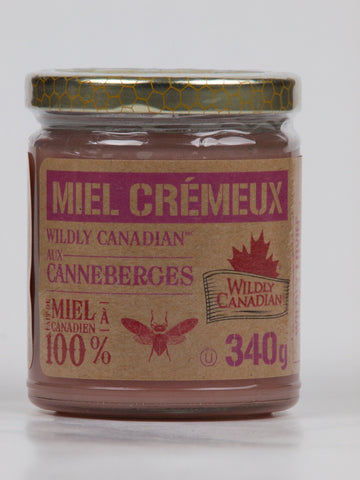 MIEL CRÉMEUX
WILDLY CANADIAN™
AUX
CANNEBERGES
MIEL À
CANADIEN
100%
WILDLY
CANADIAN
U
340g